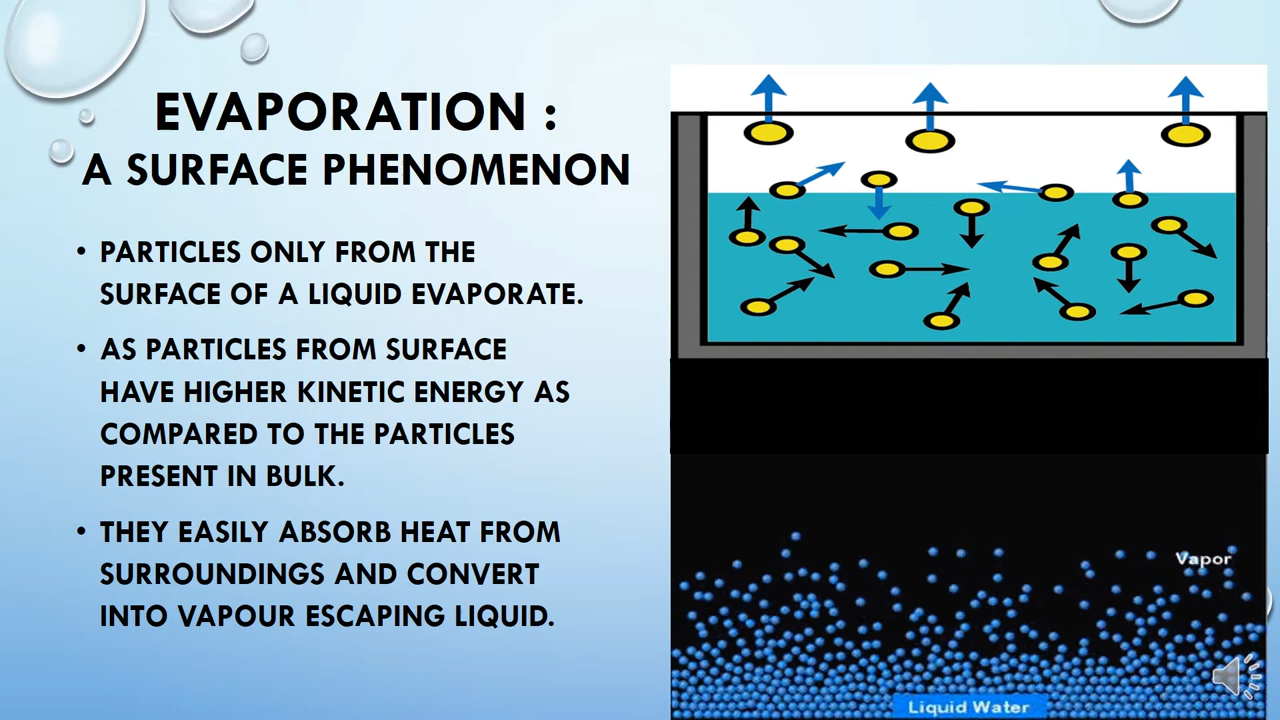 EVAPORATION :
A SURFACE PHENOMENON
• PARTICLES ONLY FROM THE
SURFACE OF A LIQUID EVAPORATE.
• AS PARTICLES FROM SURFACE
HAVE HIGHER KINETIC ENERGY AS
COMPARED TO THE PARTICLES
PRESENT IN BULK.
• THEY EASILY ABSORB HEAT FROM
SURROUNDINGS AND CONVERT
INTO VAPOUR ESCAPING LIQUID.
Vapor
Liquid Water